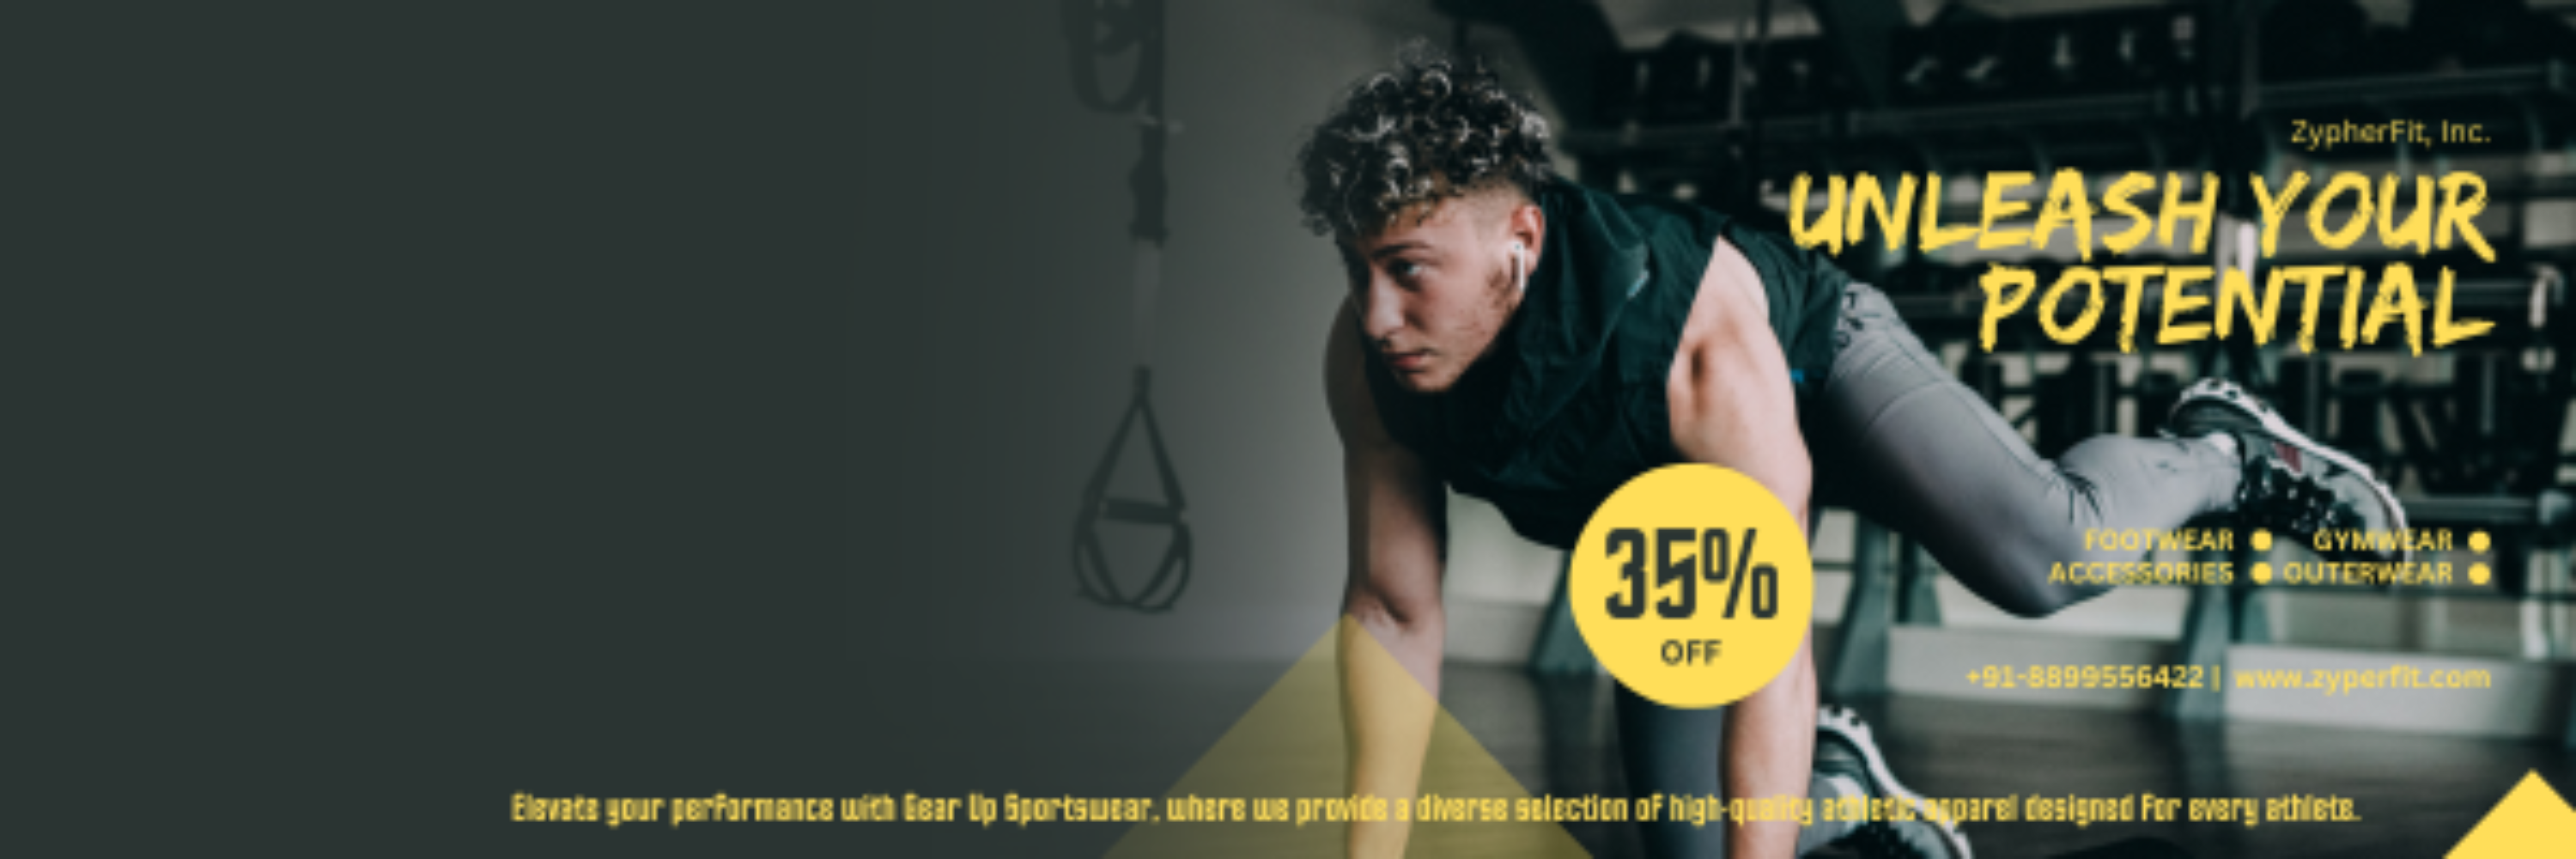 ZypherFit, Inc.
UNLEASH YOUR
POTENTIAL
35%
OFF
FOOTWEAR ● GYMWEAR ●
ACCESSORIES ● OUTERWEAR ●
+91-8899556422 | www.zyperfit.com
Elevate your performance with Gear Up Sportswear, where we provide a diverse selection of high-quality athletic apparel designed for every athlete.